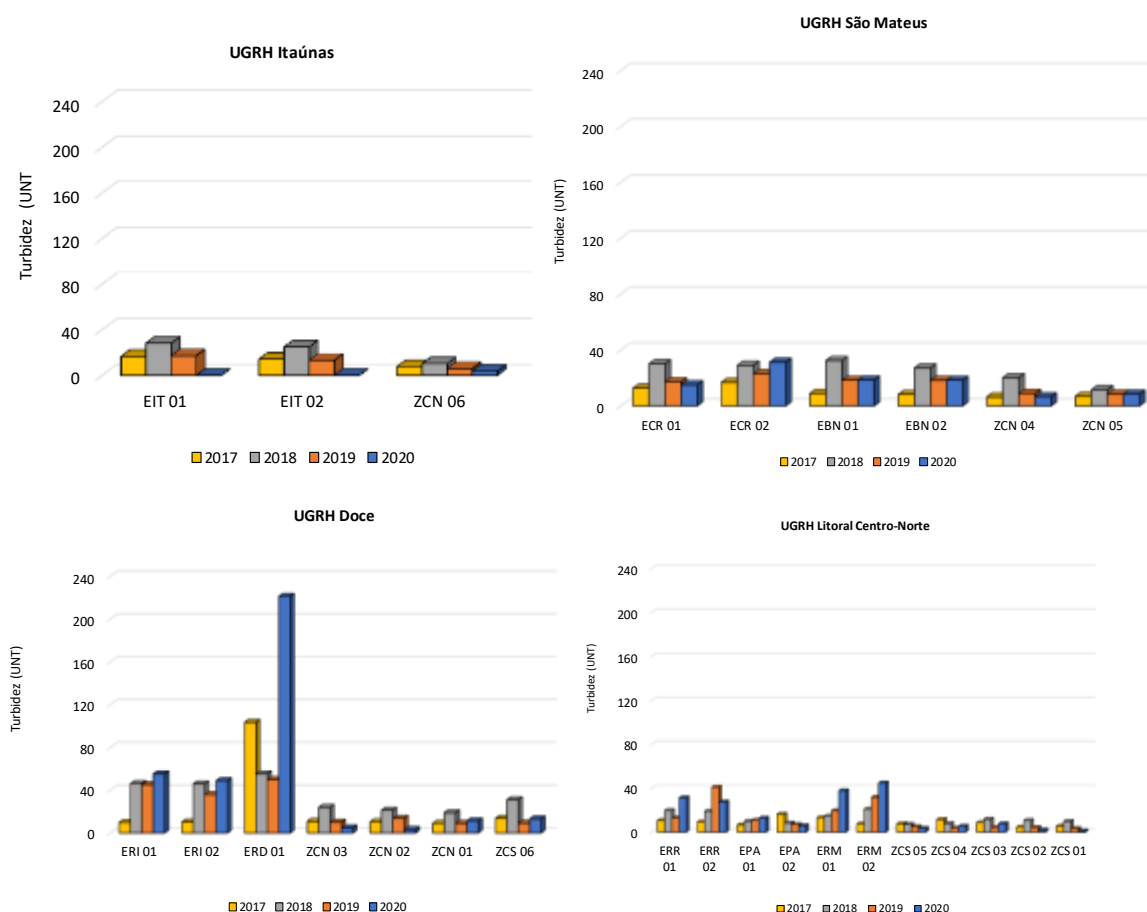 UGRH Itaúnas
Turbidez (UNT
240
200
160
120
80
40
0
EIT 01 EIT 02 ZCN 06
2017 2018 2019 2020
UGRH São Mateus
Turbidez (UNT)
240
200
160
120
80
40
0
ECR 01 ECR 02 EBN 01 EBN 02 ZCN 04 ZCN 05
2017 2018 2019 2020
UGRH Doce
Turbidez (UNT)
240
200
160
120
80
40
0
ERI 01 ERI 02 ERD 01 ZCN 03 ZCN 02 ZCN 01 ZCS 06
2017 2018 2019 2020
UGRH Litoral Centro-Norte
Turbidez (UNT)
240
200
160
120
80
40
0
ERR ERR EPA EPA ERM ERM ZCS 05 ZCS 04 ZCS 03 ZCS 02 ZCS 01
01 02 01 02 01 02
2017 2018 2019 2020